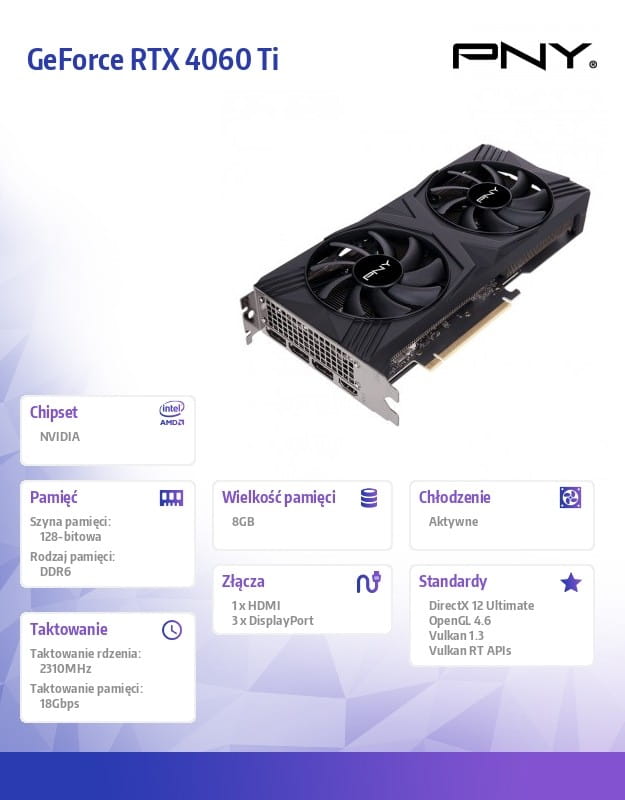 GeForce RTX 4060 Ti
PNY®
PNY
PNY
Chipset
intel
AMD
NVIDIA
Pamięć
Szyna pamięci:
128-bitowa
Rodzaj pamięci:
DDR6
Wielkość pamięci
8GB
Chłodzenie
Aktywne
Złącza
1 x HDMI
3 x DisplayPort
Standardy
DirectX 12 Ultimate
OpenGL 4.6
Vulkan 1.3
Vulkan RT APIs
Taktowanie
Taktowanie rdzenia:
2310MHz
Taktowanie pamięci:
18Gbps